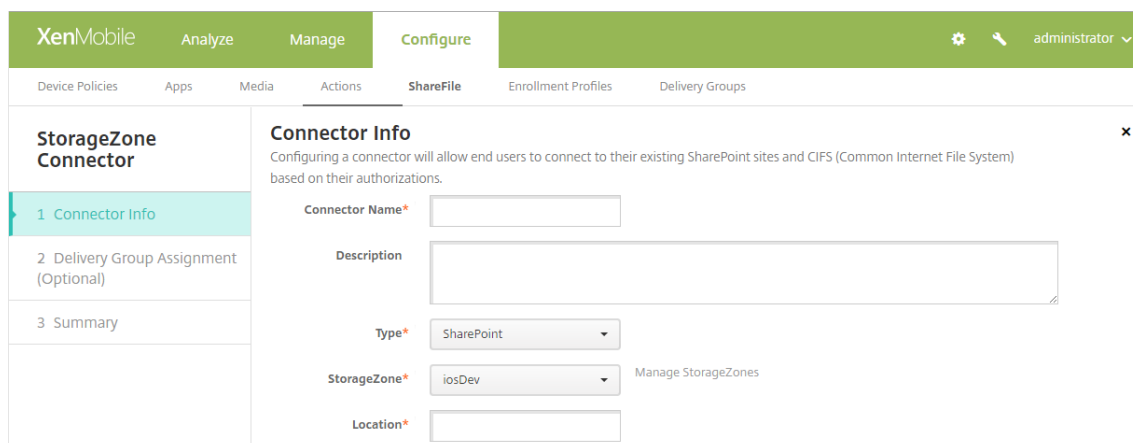 XenMobile Analyze Manage Configure administrator
Device Policies Apps Media Actions ShareFile Enrollment Profiles Delivery Groups
StorageZone
Connector
1 Connector Info
2 Delivery Group Assignment
(Optional)
3 Summary
Connector Info
Configuring a connector will allow end users to connect to their existing SharePoint sites and CIFS (Common Internet File System)
based on their authorizations.
Connector Name*
Description
Type* SharePoint
StorageZone* iosDev Manage StorageZones
Location*